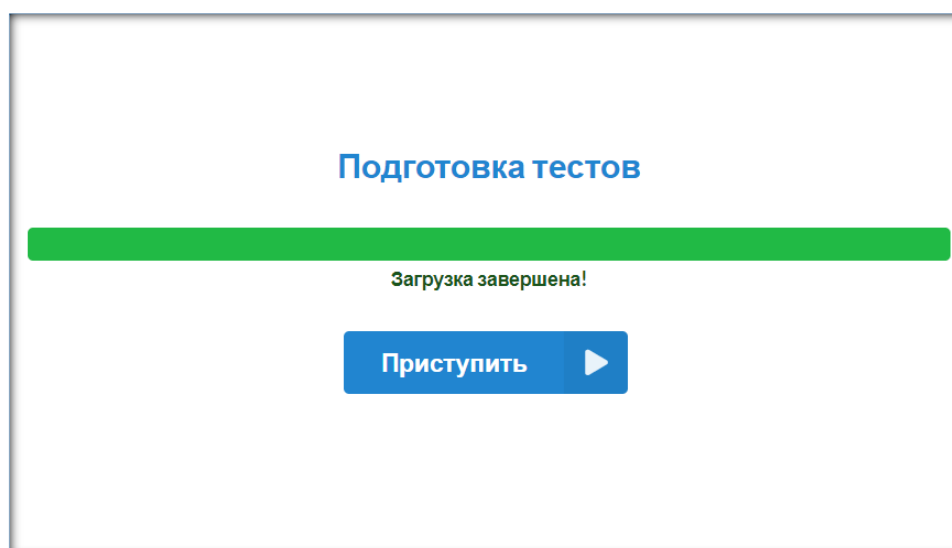 Подготовка тестов
Загрузка завершена!
Приступить